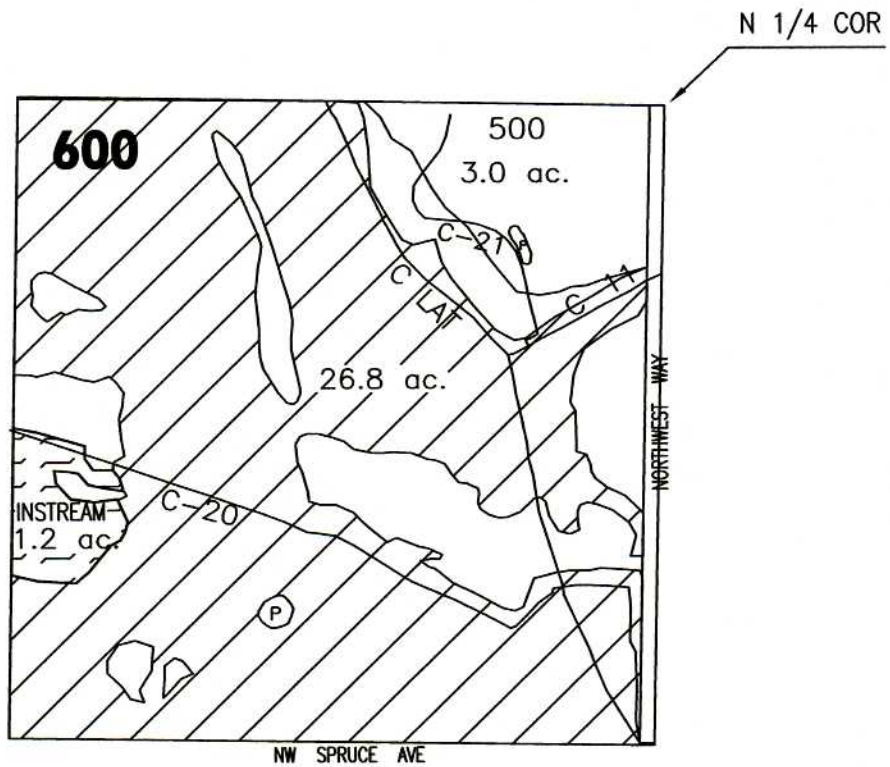 N 1/4 COR
600
500
3.0 ac.
C-21
C LAT
C 11
26.8 ac.
NORTHWEST WAY
C-20
INSTREAM
1.2 ac.
P
NW SPRUCE AVE